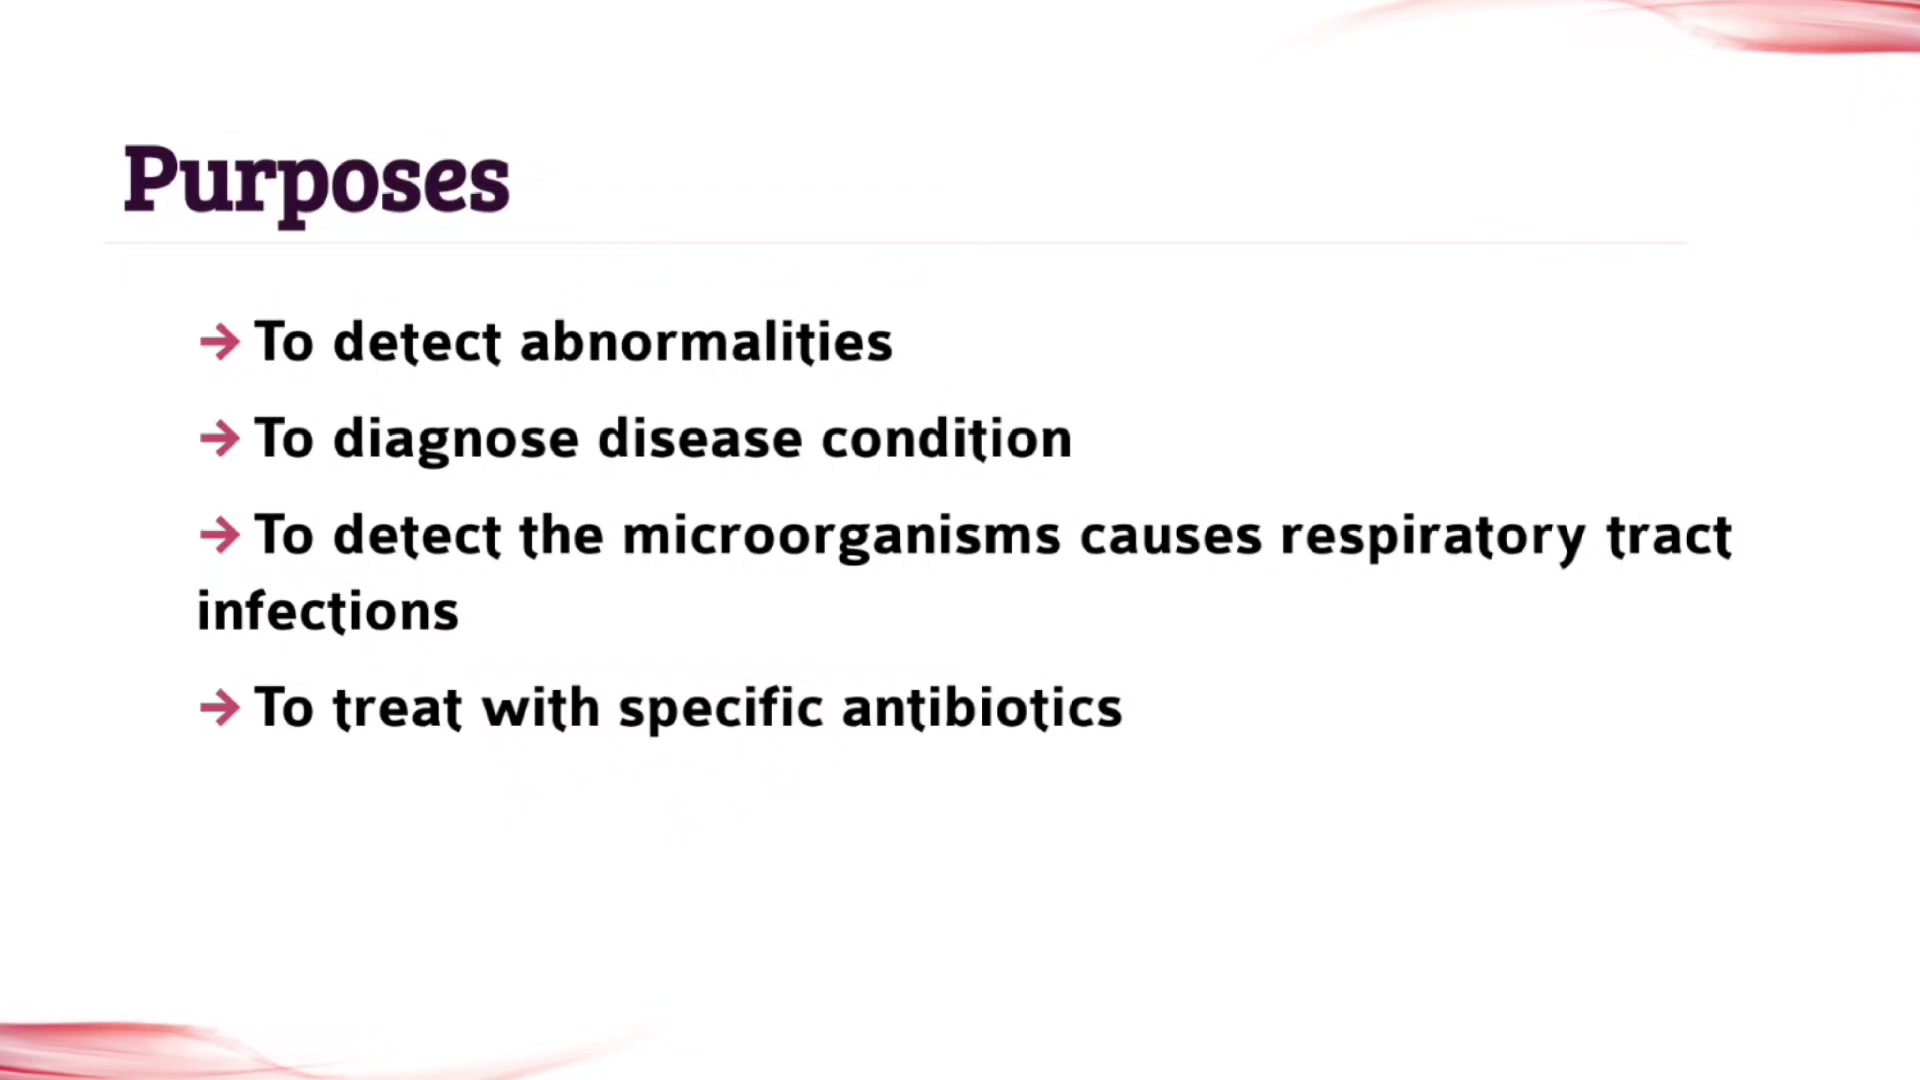 Purposes
→ To detect abnormalities
→ To diagnose disease condition
→ To detect the microorganisms causes respiratory tract
infections
→ To treat with specific antibiotics